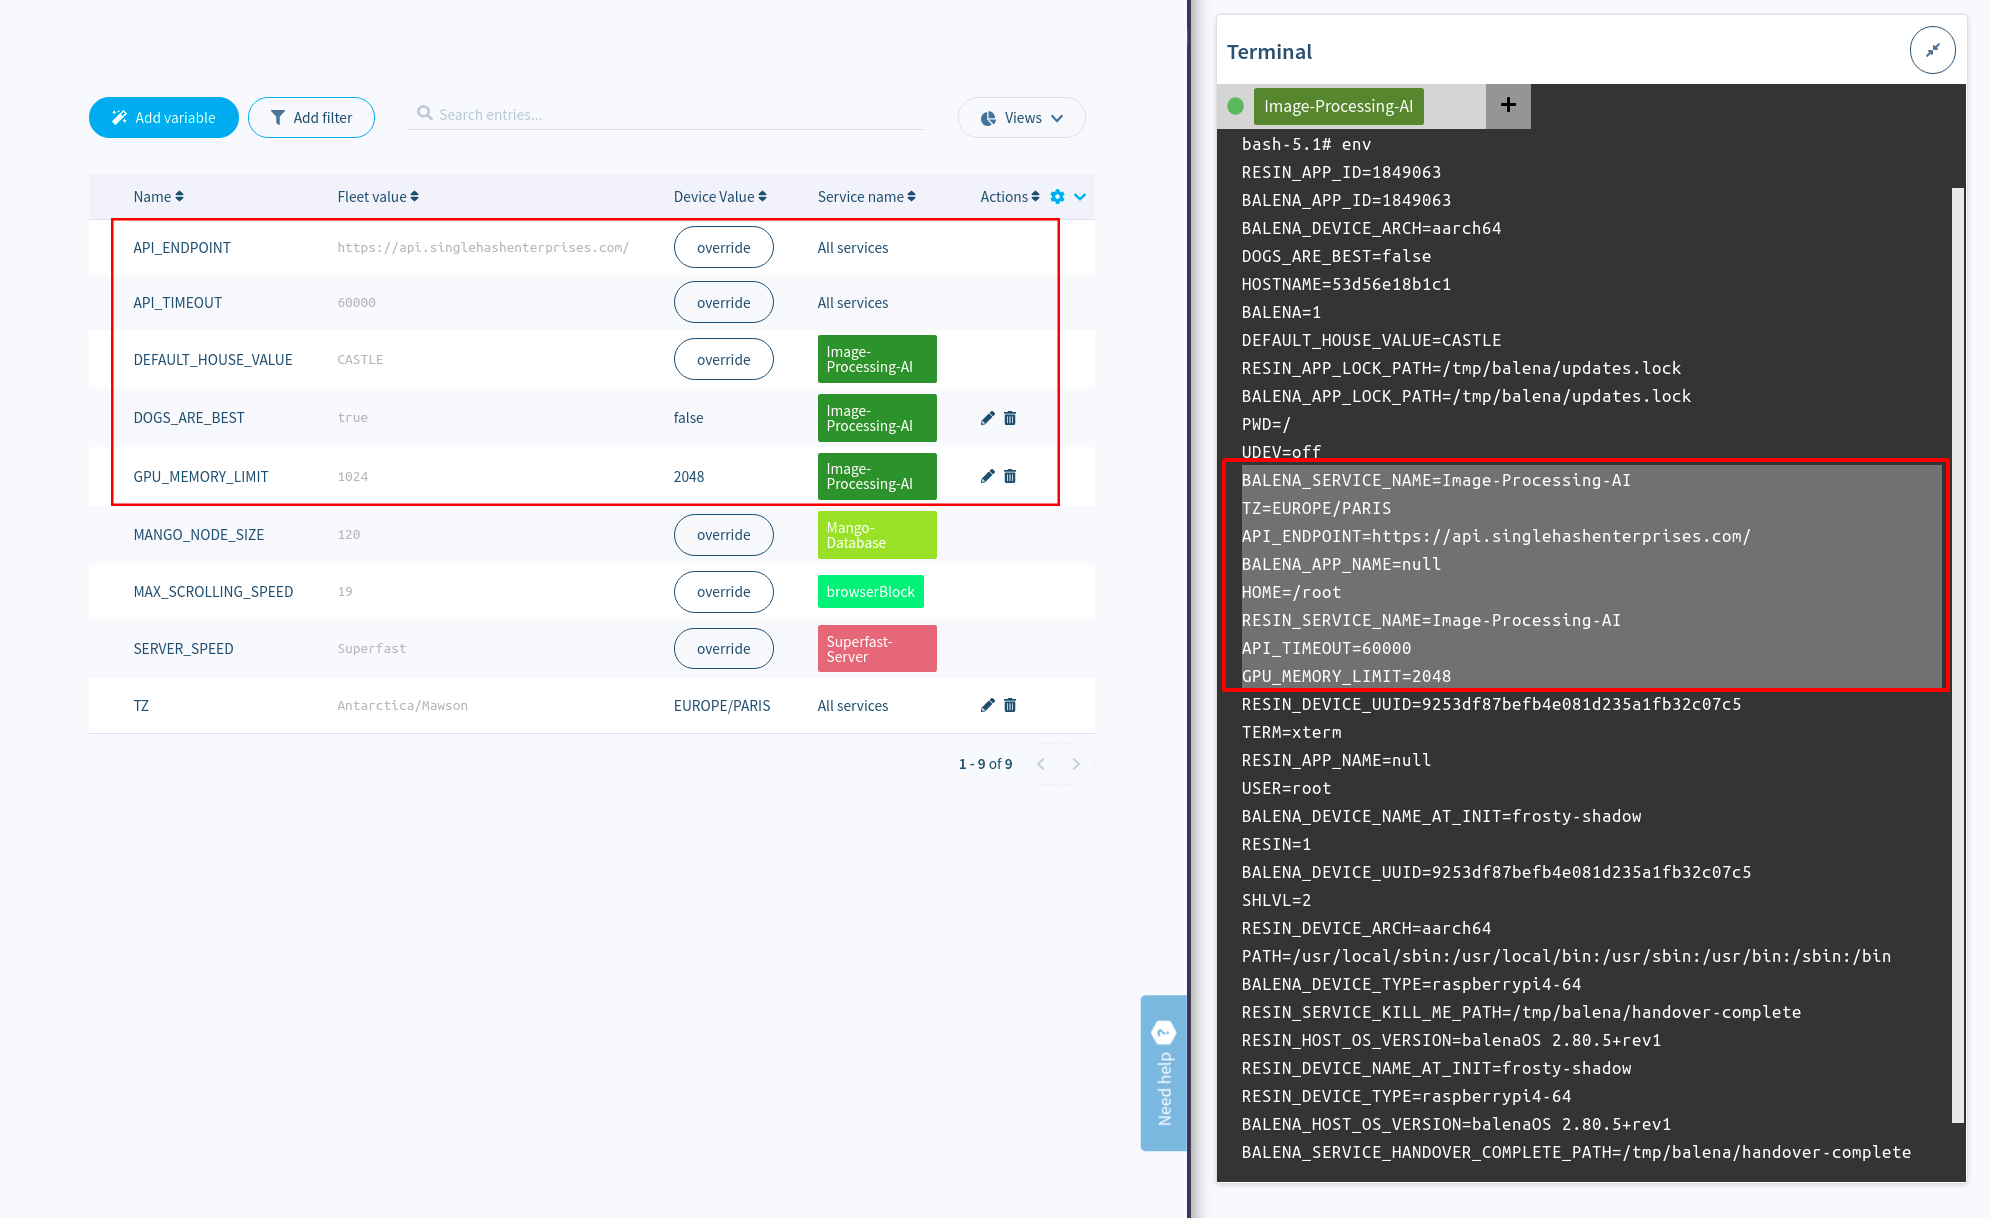 Add variable
Add filter
Search entries...
Views
Name Fleet value Device Value Service name Actions
API_ENDPOINT https://api.singlehashenterprises.com/ override All services
API_TIMEOUT 60000 override All services
DEFAULT_HOUSE_VALUE CASTLE override Image-
Processing-AI
DOGS_ARE_BEST true false Image-
Processing-AI
GPU_MEMORY_LIMIT 1024 2048 Image-
Processing-AI
MANGO_NODE_SIZE 120 override Mango-
Database
MAX_SCROLLING_SPEED 19 override browserBlock
SERVER_SPEED Superfast override Superfast-
Server
TZ Antarctica/Mawson EUROPE/PARIS All services
1 - 9 of 9
Need help ?
Terminal
Image-Processing-AI +
bash-5.1# env
RESIN_APP_ID=1849063
BALENA_APP_ID=1849063
BALENA_DEVICE_ARCH=aarch64
DOGS_ARE_BEST=false
HOSTNAME=53d56e18b1c1
BALENA=1
DEFAULT_HOUSE_VALUE=CASTLE
RESIN_APP_LOCK_PATH=/tmp/balena/updates.lock
BALENA_APP_LOCK_PATH=/tmp/balena/updates.lock
PWD=/
UDEV=off
BALENA_SERVICE_NAME=Image-Processing-AI
TZ=EUROPE/PARIS
API_ENDPOINT=https://api.singlehashenterprises.com/
BALENA_APP_NAME=null
HOME=/root
RESIN_SERVICE_NAME=Image-Processing-AI
API_TIMEOUT=60000
GPU_MEMORY_LIMIT=2048
RESIN_DEVICE_UUID=9253df87befb4e081d235a1fb32c07c5
TERM=xterm
RESIN_APP_NAME=null
USER=root
BALENA_DEVICE_NAME_AT_INIT=frosty-shadow
RESIN=1
BALENA_DEVICE_UUID=9253df87befb4e081d235a1fb32c07c5
SHLVL=2
RESIN_DEVICE_ARCH=aarch64
PATH=/usr/local/sbin:/usr/local/bin:/usr/sbin:/usr/bin:/sbin:/bin
BALENA_DEVICE_TYPE=raspberrypi4-64
RESIN_SERVICE_KILL_ME_PATH=/tmp/balena/handover-complete
RESIN_HOST_OS_VERSION=balenaOS 2.80.5+rev1
RESIN_DEVICE_NAME_AT_INIT=frosty-shadow
RESIN_DEVICE_TYPE=raspberrypi4-64
BALENA_HOST_OS_VERSION=balenaOS 2.80.5+rev1
BALENA_SERVICE_HANDOVER_COMPLETE_PATH=/tmp/balena/handover-complete